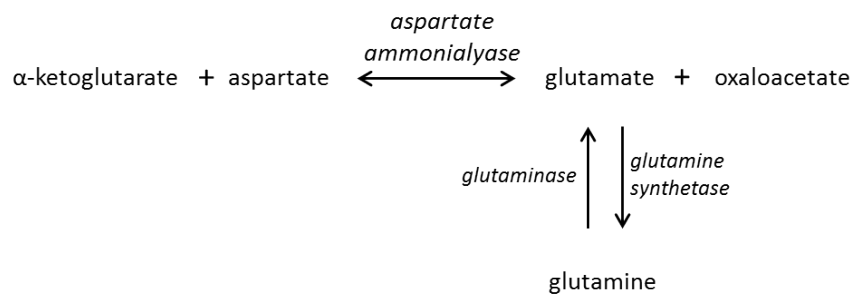 aspartate
ammonialyase
α-ketoglutarate + aspartate glutamate + oxaloacetate
glutaminase
glutamine
synthetase
glutamine